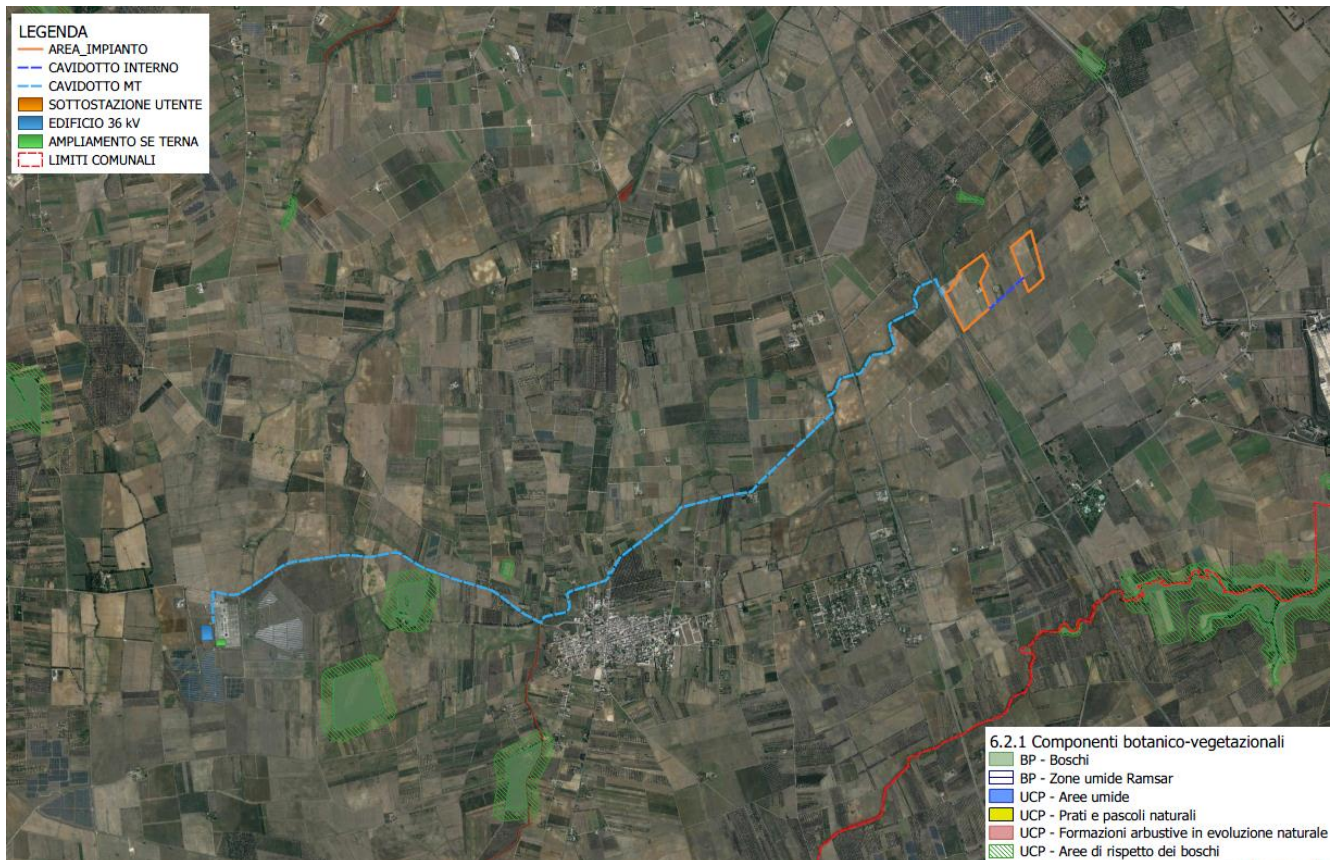 LEGENDA
AREA_IMPIANTO
CAVIDOTTO INTERNO
CAVIDOTTO MT
SOTTOSTAZIONE UTENTE
EDIFICIO 36 kV
AMPLIAMENTO SE TERNA
LIMITI COMUNALI
6.2.1 Componenti botanico-vegetazionali
BP - Boschi
BP - Zone umide Ramsar
UCP - Aree umide
UCP - Prati e pascoli naturali
UCP - Formazioni arbustive in evoluzione naturale
UCP - Aree di rispetto dei boschi